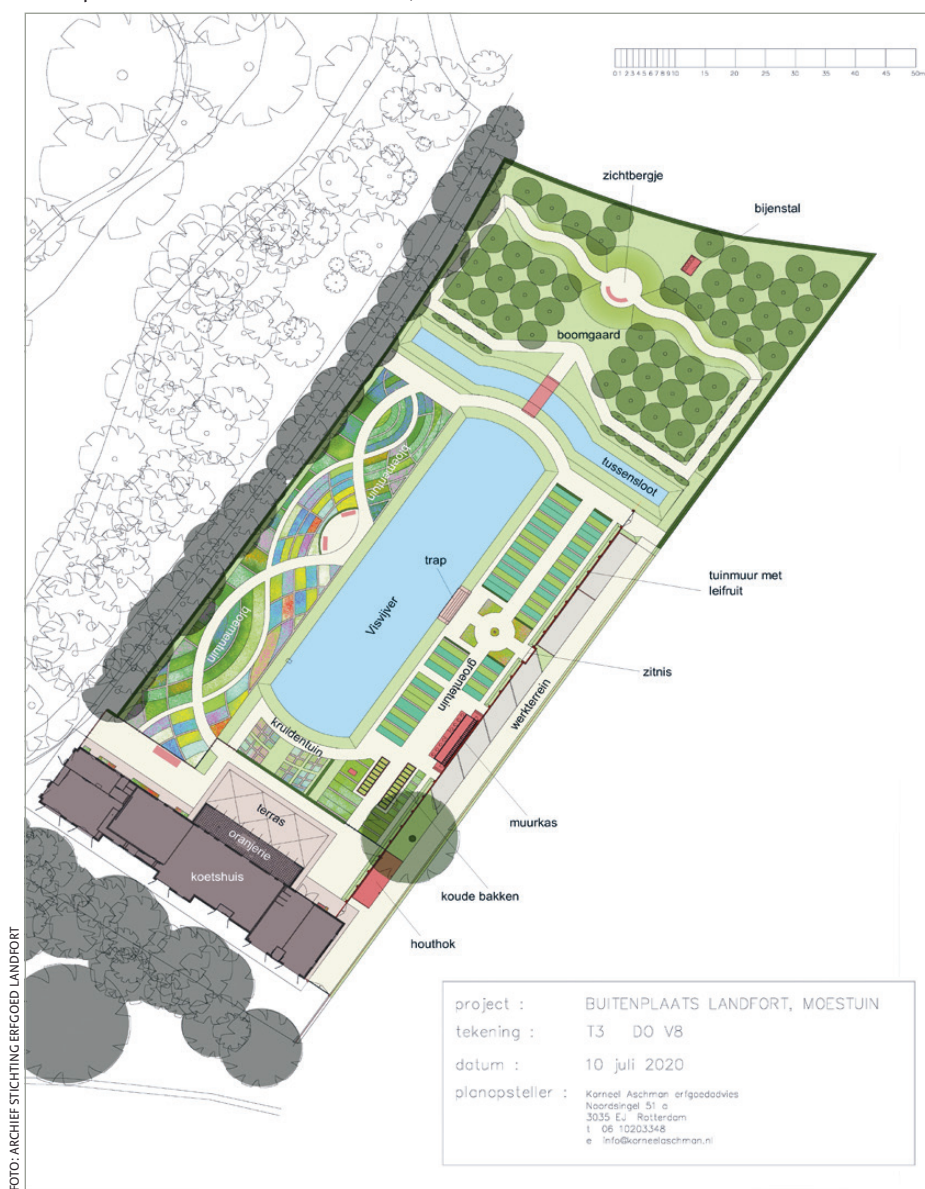 0 1 2 3 4 5 6 7 8 9 10 15 20 25 30 35 40 45 50m
zichtbergje
bijenstal
boomgaard
tussensloot
bloementuin
trap
tuinmuur met
leifruit
Visvijver
bloementuin
zitnis
groentetuin
werkterrein
kruidentuin
muurkas
terras
oranjerie
koetshuis
koude bakken
houthok
project : BUITENPLAATS LANDFORT, MOESTUIN
tekening : T3 DO V8
datum : 10 juli 2020
planopsteller : Korneel Aschman erfgoedadvies
Noordsingel 51 a
3035 EJ Rotterdam
t 06 10203348
e info@korneelaschman.nl
FOTO: ARCHIEF STICHTING ERFGOED LANDFORT